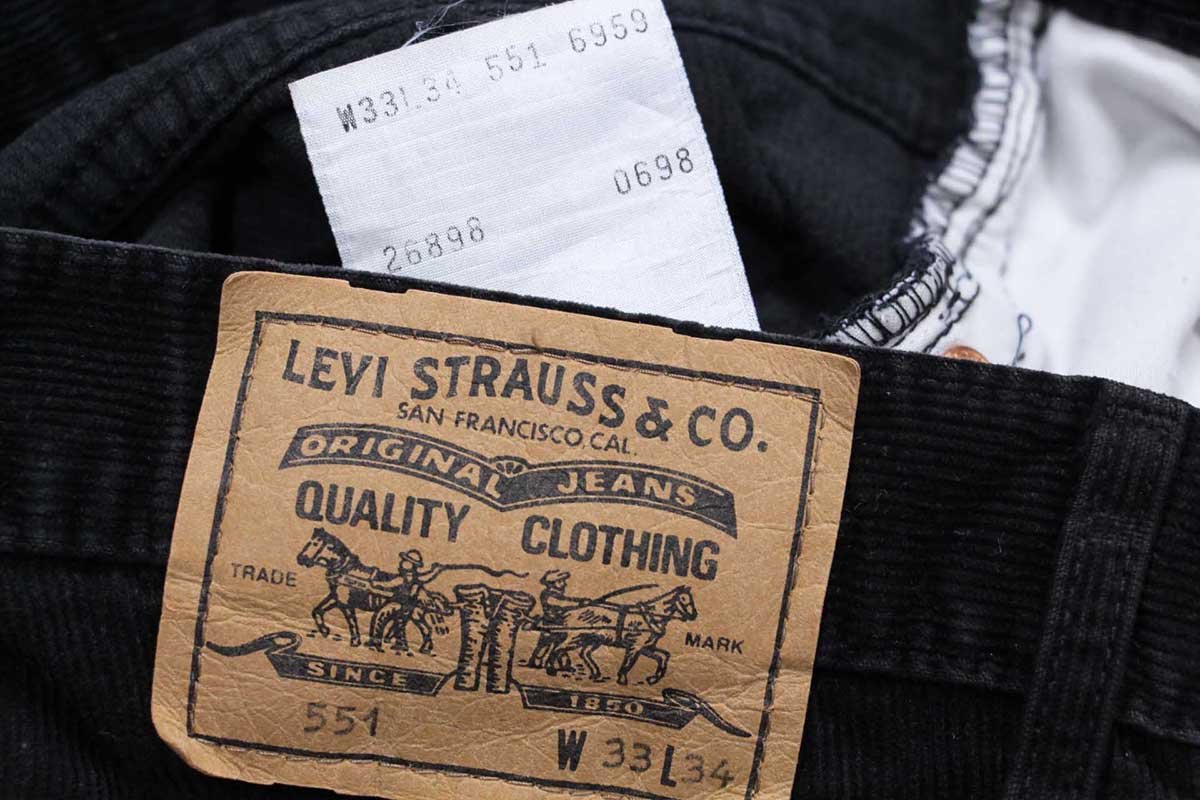 W33L34 551 6959
0698
26898
LEVI STRAUSS & CO.
SAN FRANCISCO, CAL.
ORIGINAL JEANS
QUALITY CLOTHING
TRADE MARK
SINCE 1850
551
W 33 L 34